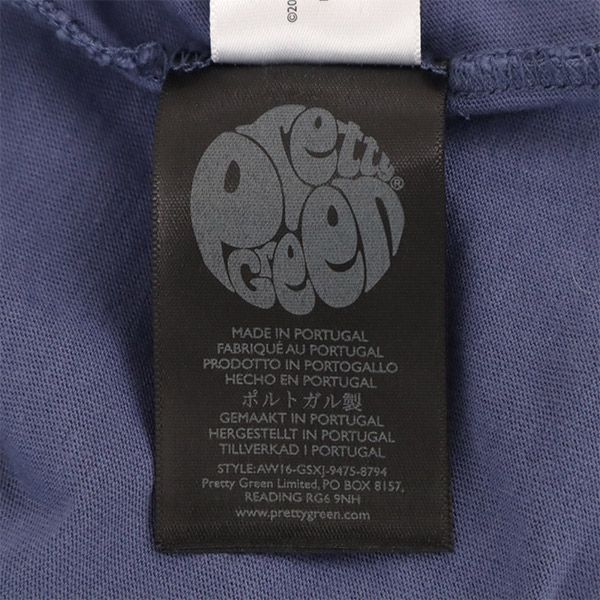 ©20
Pretty
Green®
MADE IN PORTUGAL
FABRIQUÉ AU PORTUGAL
PRODOTTO IN PORTOGALLO
HECHO EN PORTUGAL
ポルトガル製
GEMAAKT IN PORTUGAL
HERGESTELLT IN PORTUGAL
TILLVERKAD I PORTUGAL
STYLE: AW16-GSXJ-9475-8794
Pretty Green Limited, PO BOX 8157,
READING RG6 9NH
www.prettygreen.com